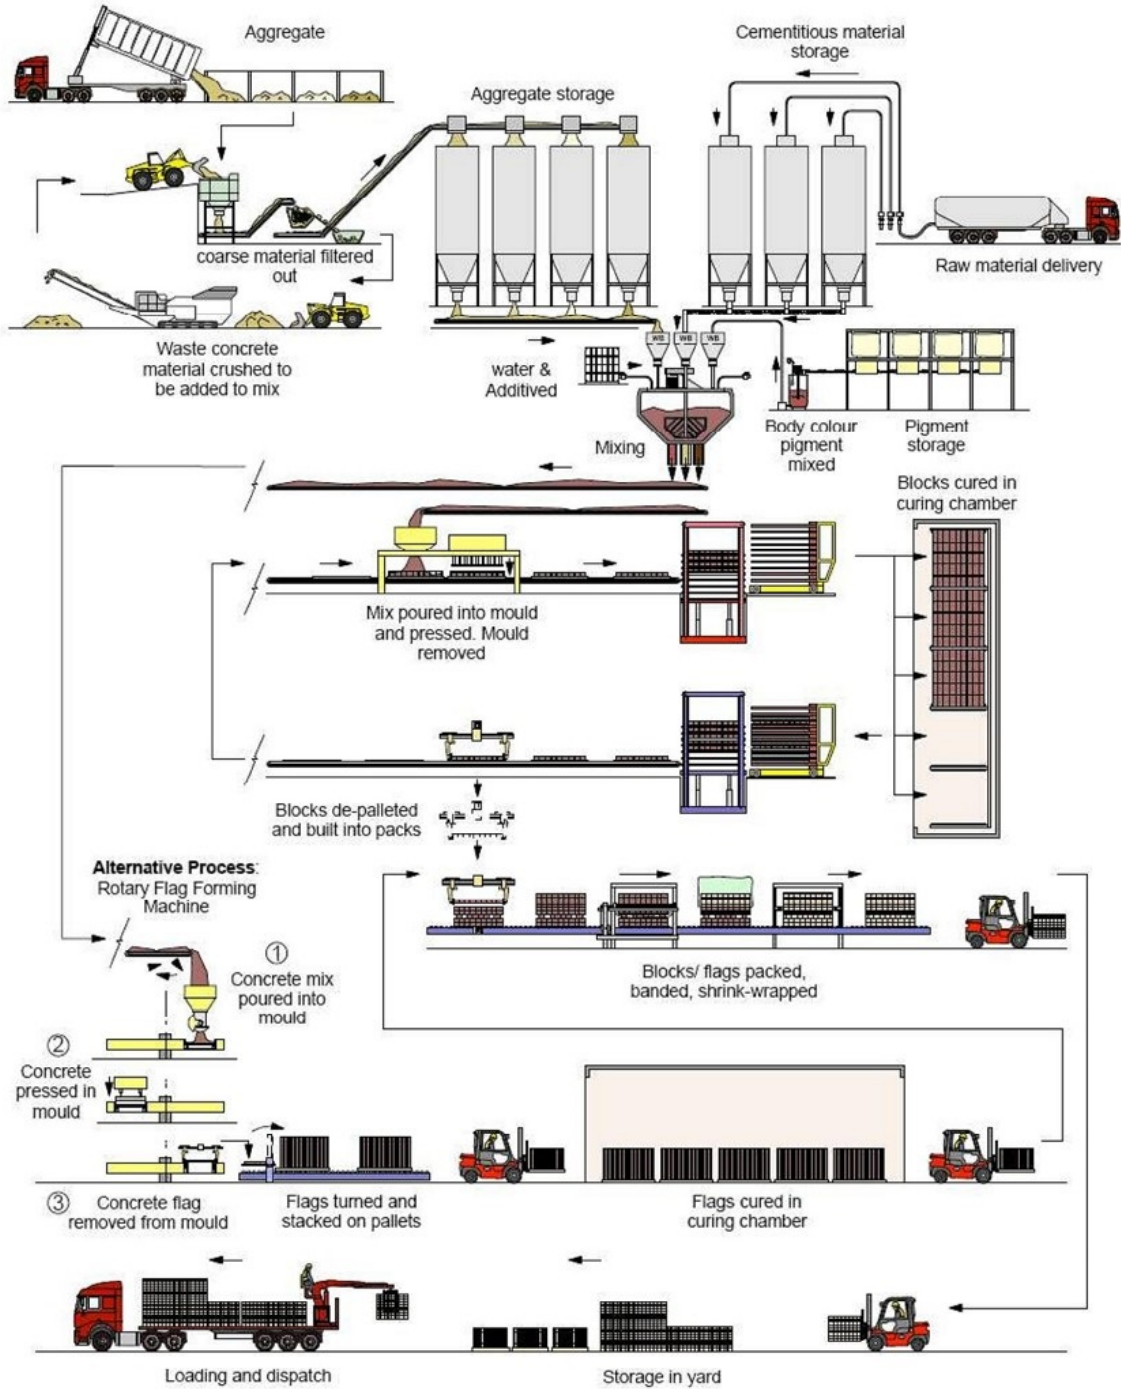 Aggregate
Cementitious material
storage
Aggregate storage
coarse material filtered
out
Raw material delivery
Waste concrete
material crushed to
be added to mix
water &
Additived
WB
WB
WB
Mixing
Body colour
pigment
mixed
Pigment
storage
Blocks cured in
curing chamber
Mix poured into mould
and pressed. Mould
removed
Blocks de-palleted
and built into packs
Alternative Process:
Rotary Flag Forming
Machine
1
Concrete mix
poured into
mould
Blocks/ flags packed,
banded, shrink-wrapped
2
Concrete
pressed in
mould
3
Concrete flag
removed from mould
Flags turned and
stacked on pallets
Flags cured in
curing chamber
Loading and dispatch
Storage in yard